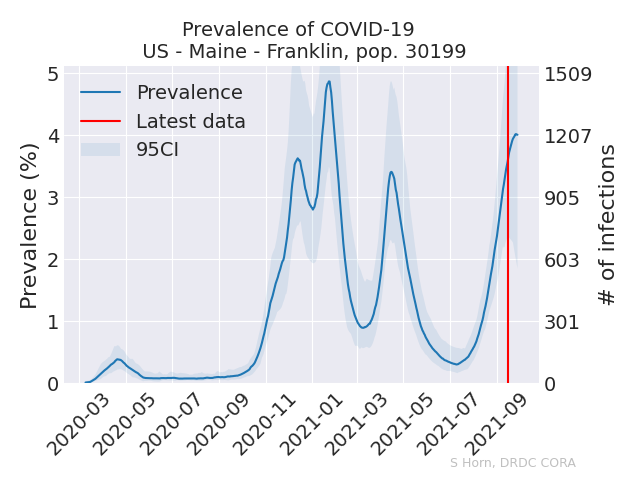 Prevalence of COVID-19
US - Maine - Franklin, pop. 30199
Prevalence
Latest data
95CI
Prevalence (%)
5
4
3
2
1
0
1509
1207
905
603
301
0
# of infections
2020-03
2020-05
2020-07
2020-09
2020-11
2021-01
2021-03
2021-05
2021-07
2021-09
S Horn, DRDC CORA